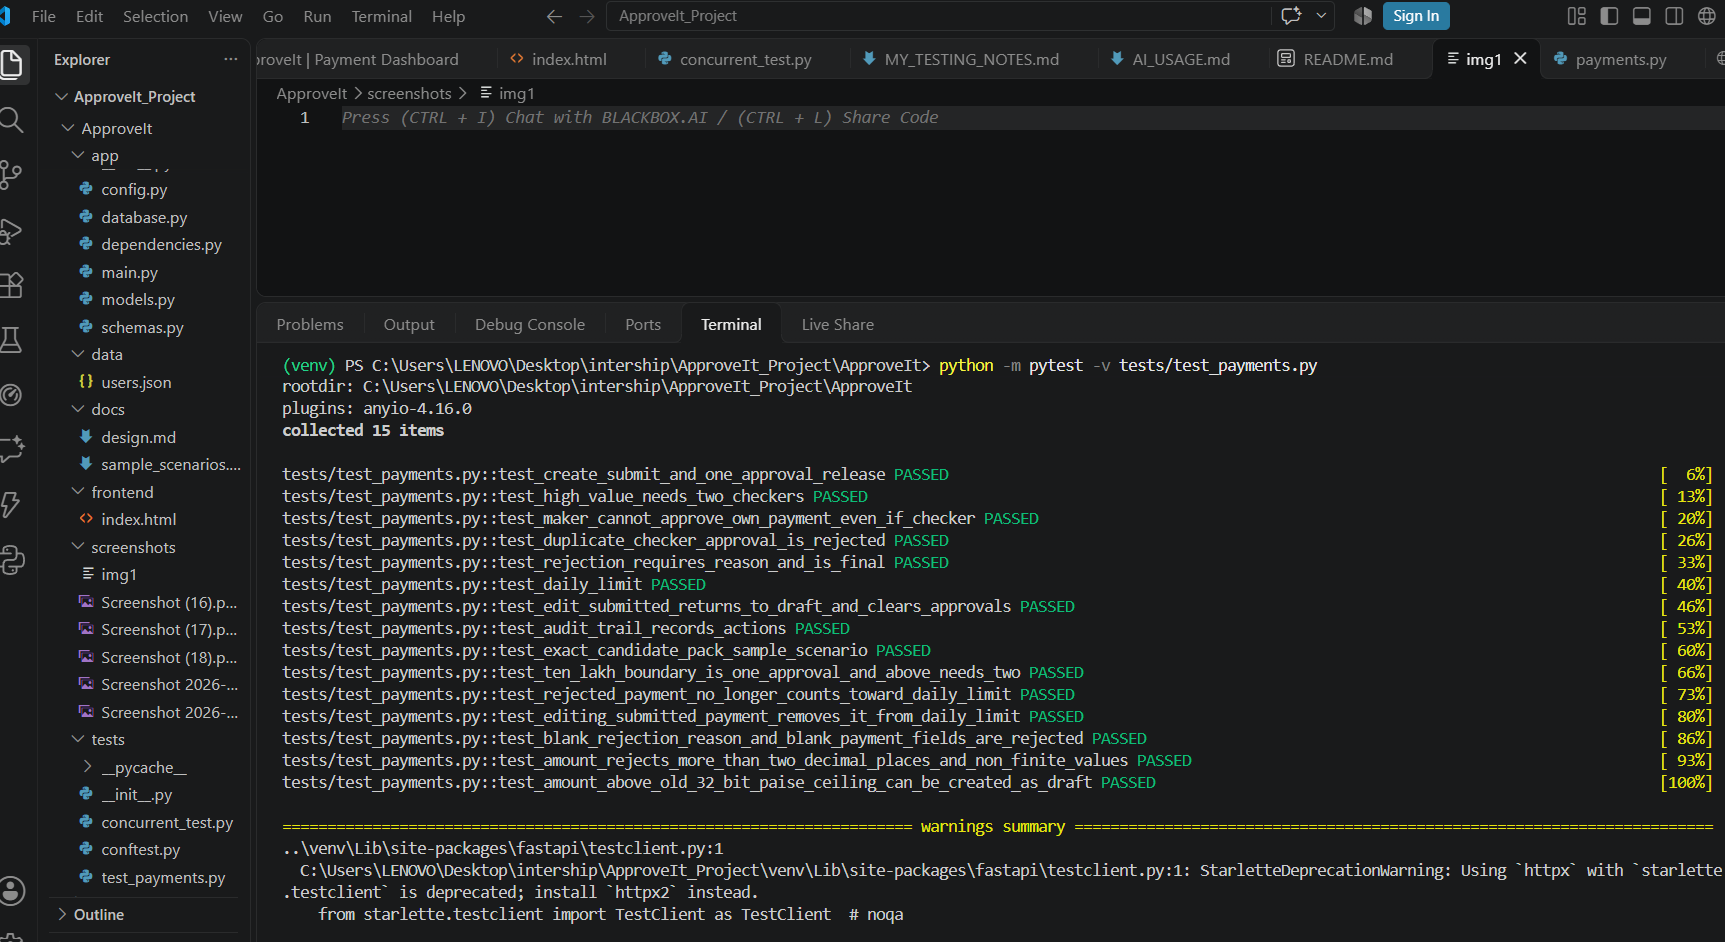 File Edit Selection View Go Run Terminal Help
ApproveIt_Project
Sign In
Explorer
ApproveIt_Project
ApproveIt
app
config.py
database.py
dependencies.py
main.py
models.py
schemas.py
data
users.json
docs
design.md
sample_scenarios....
frontend
index.html
screenshots
img1
Screenshot (16).p...
Screenshot (17).p...
Screenshot (18).p...
Screenshot 2026-...
Screenshot 2026-...
tests
__pycache__
__init__.py
concurrent_test.py
conftest.py
test_payments.py
Outline
proveIt | Payment Dashboard index.html concurrent_test.py MY_TESTING_NOTES.md AI_USAGE.md README.md img1 payments.py
ApproveIt > screenshots > img1
1 Press (CTRL + I) Chat with BLACKBOX.AI / (CTRL + L) Share Code
Problems Output Debug Console Ports Terminal Live Share
(venv) PS C:\Users\LENOVO\Desktop\intership\ApproveIt_Project\ApproveIt> python -m pytest -v tests/test_payments.py
rootdir: C:\Users\LENOVO\Desktop\intership\ApproveIt_Project\ApproveIt
plugins: anyio-4.16.0
collected 15 items
tests/test_payments.py::test_create_submit_and_one_approval_release PASSED [  6%]
tests/test_payments.py::test_high_value_needs_two_checkers PASSED [ 13%]
tests/test_payments.py::test_maker_cannot_approve_own_payment_even_if_checker PASSED [ 20%]
tests/test_payments.py::test_duplicate_checker_approval_is_rejected PASSED [ 26%]
tests/test_payments.py::test_rejection_requires_reason_and_is_final PASSED [ 33%]
tests/test_payments.py::test_daily_limit PASSED [ 40%]
tests/test_payments.py::test_edit_submitted_returns_to_draft_and_clears_approvals PASSED [ 46%]
tests/test_payments.py::test_audit_trail_records_actions PASSED [ 53%]
tests/test_payments.py::test_exact_candidate_pack_sample_scenario PASSED [ 60%]
tests/test_payments.py::test_ten_lakh_boundary_is_one_approval_and_above_needs_two PASSED [ 66%]
tests/test_payments.py::test_rejected_payment_no_longer_counts_toward_daily_limit PASSED [ 73%]
tests/test_payments.py::test_editing_submitted_payment_removes_it_from_daily_limit PASSED [ 80%]
tests/test_payments.py::test_blank_rejection_reason_and_blank_payment_fields_are_rejected PASSED [ 86%]
tests/test_payments.py::test_amount_rejects_more_than_two_decimal_places_and_non_finite_values PASSED [ 93%]
tests/test_payments.py::test_amount_above_old_32_bit_paise_ceiling_can_be_created_as_draft PASSED [100%]
====================================================================== warnings summary =======================================================================
..\venv\Lib\site-packages\fastapi\testclient.py:1
C:\Users\LENOVO\Desktop\intership\ApproveIt_Project\venv\Lib\site-packages\fastapi\testclient.py:1: StarletteDeprecationWarning: Using `httpx` with `starlette
.testclient` is deprecated; install `httpx2` instead.
from starlette.testclient import TestClient as TestClient  # noqa